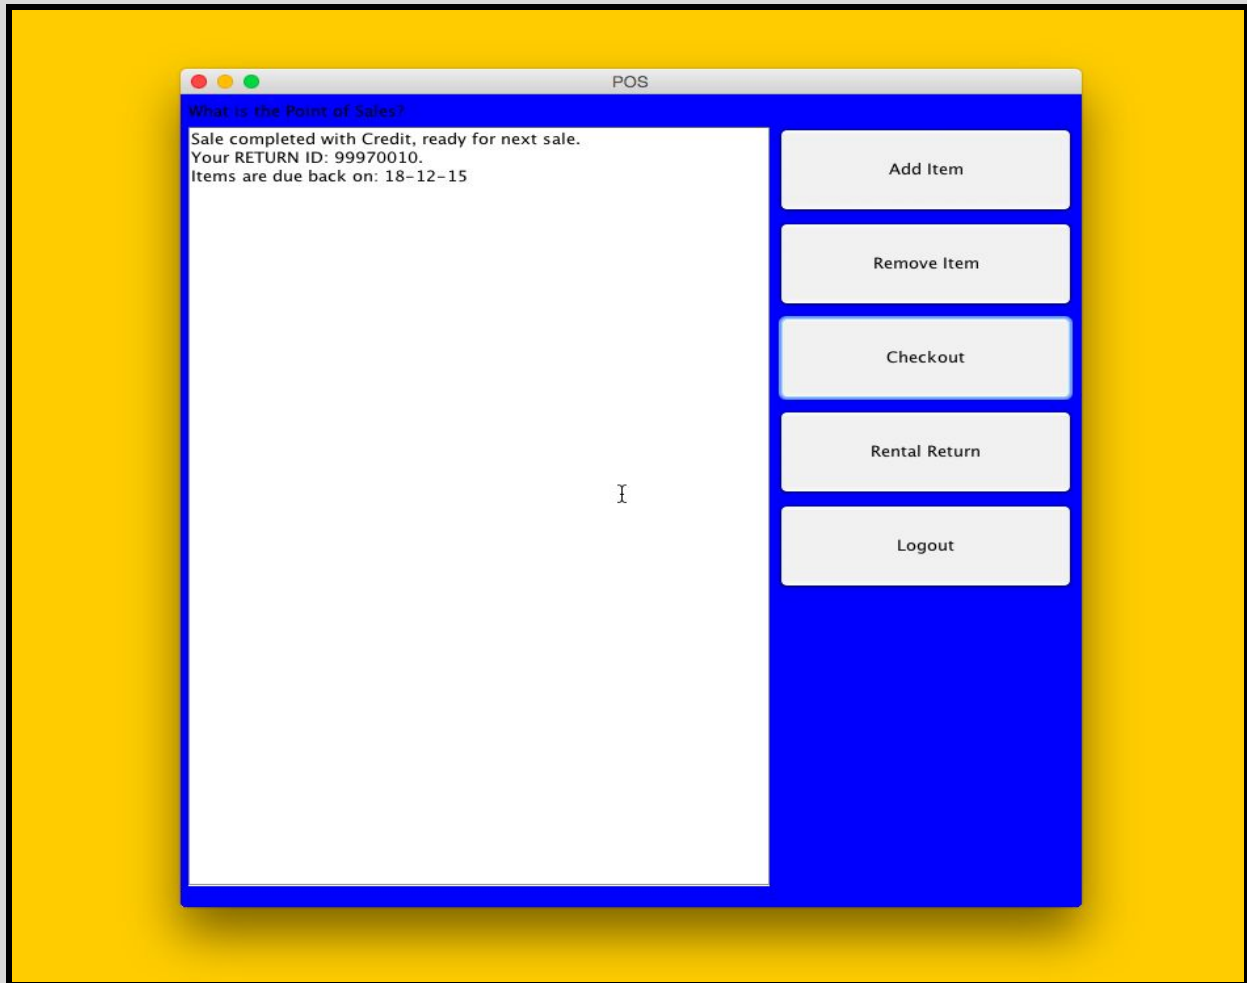 POS
What is the Point of Sales?
Sale completed with Credit, ready for next sale.
Your RETURN ID: 99970010.
Items are due back on: 18-12-15
Add Item
Remove Item
Checkout
Rental Return
Logout